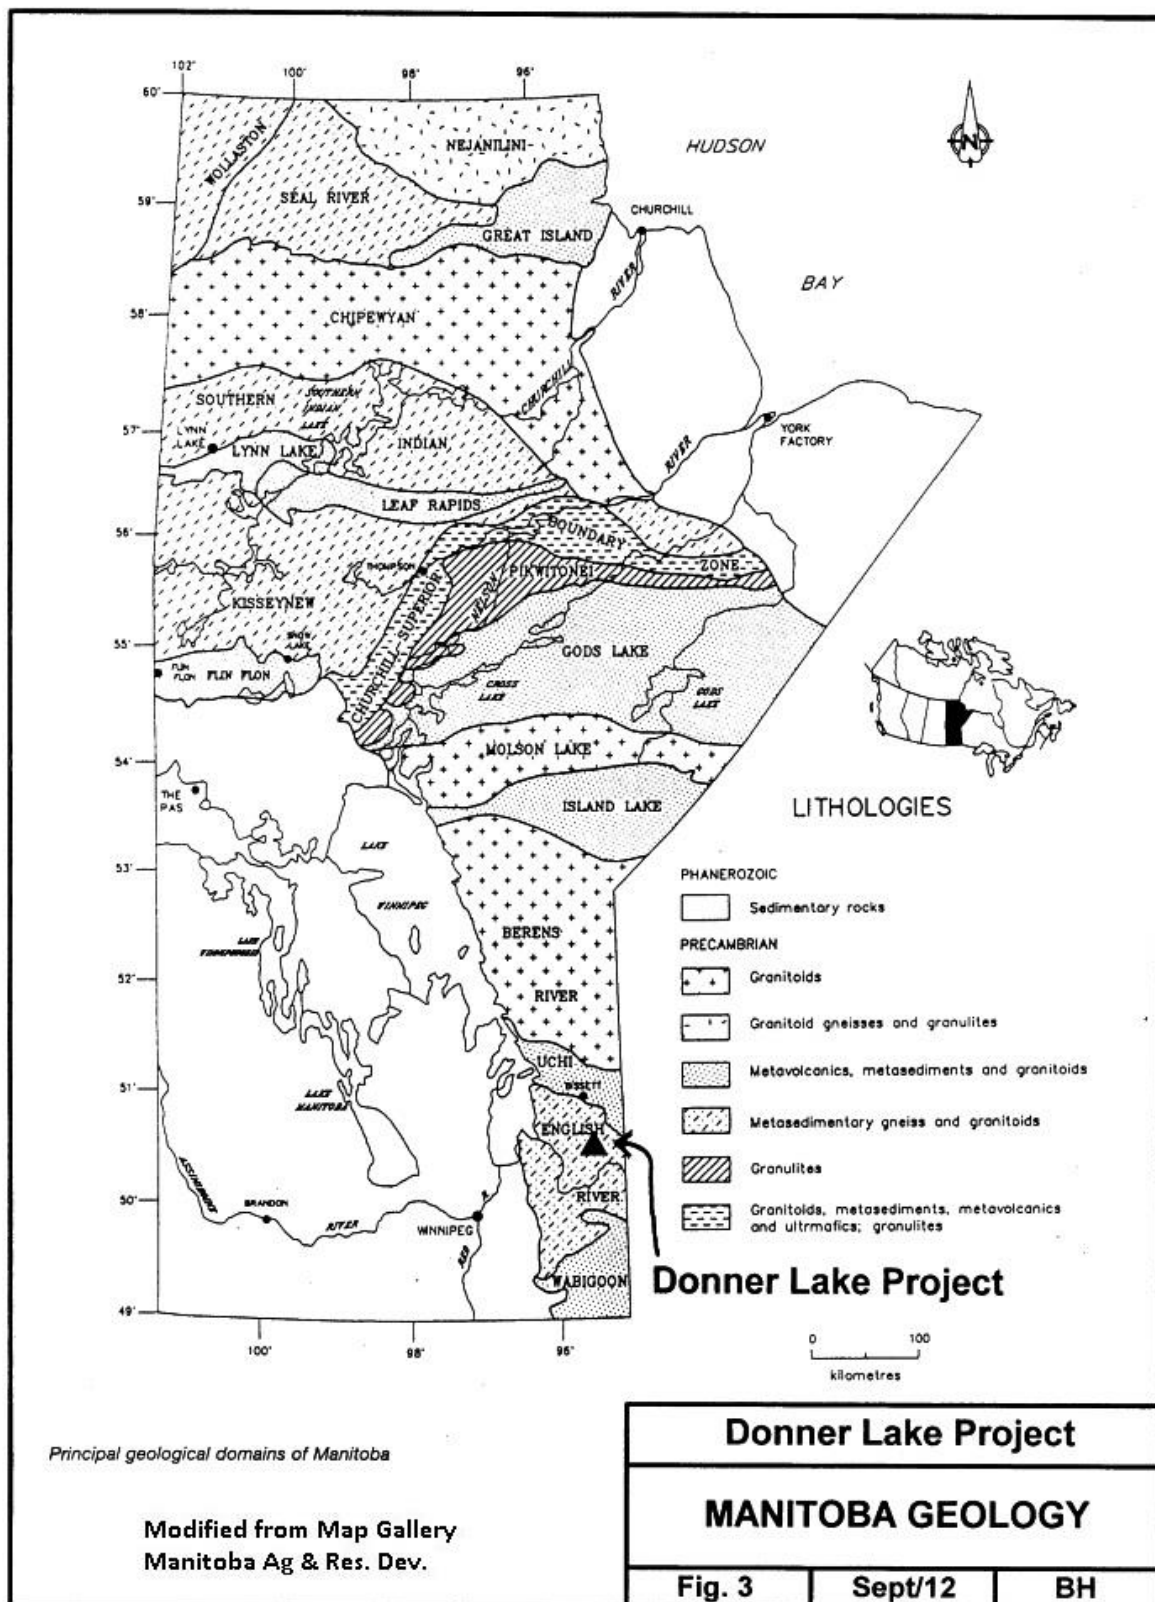 102°
100°
98°
96°
60°
HUDSON
NEJANILINI
WOLLASTON
59°
SEAL RIVER
CHURCHILL
GREAT ISLAND
RIVER
BAY
58°
CHIPEWYAN
CHURCHILL
SOUTHERN
SOUTHERN
INDIAN
LAKE
57°
LYNN
LAKE
LYNN LAKE
INDIAN
RIVER
YORK
FACTORY
LEAF RAPIDS
BOUNDARY
56°
ZONE
THOMPSON
PIKWITONEI
KISSEYNEW
CHURCHILL SUPERIOR
NELSON
SNOW
LAKE
55°
FLIN
FLON
FLIN FLON
GODS LAKE
CROSS
LAKE
GODS
LAKE
MOLSON LAKE
54°
THE
PAS
ISLAND LAKE
LITHOLOGIES
LAKE
53°
WINNIPEG
PHANEROZOIC
Sedimentary rocks
BERENS
PRECAMBRIAN
LAKE
WINNIPEGOSIS
Granitoids
52°
RIVER
Granitoid gneisses and granulites
UCHI
Metavolcanics, metasediments and granitoids
51°
BISSETT
LAKE
MANITOBA
ENGLISH
Metasedimentary gneiss and granitoids
Granulites
ASSINIBOINE
50°
BRANDON
RIVER
WINNIPEG
R
RED
RIVER
Granitoids, metasediments, metavolcanics
and ultrmafics; granulites
WABIGOON
Donner Lake Project
49°
100°
98°
96°
0
100
kilometres
N
Principal geological domains of Manitoba
Modified from Map Gallery
Manitoba Ag & Res. Dev.
Donner Lake Project
MANITOBA GEOLOGY
Fig. 3
Sept/12
BH